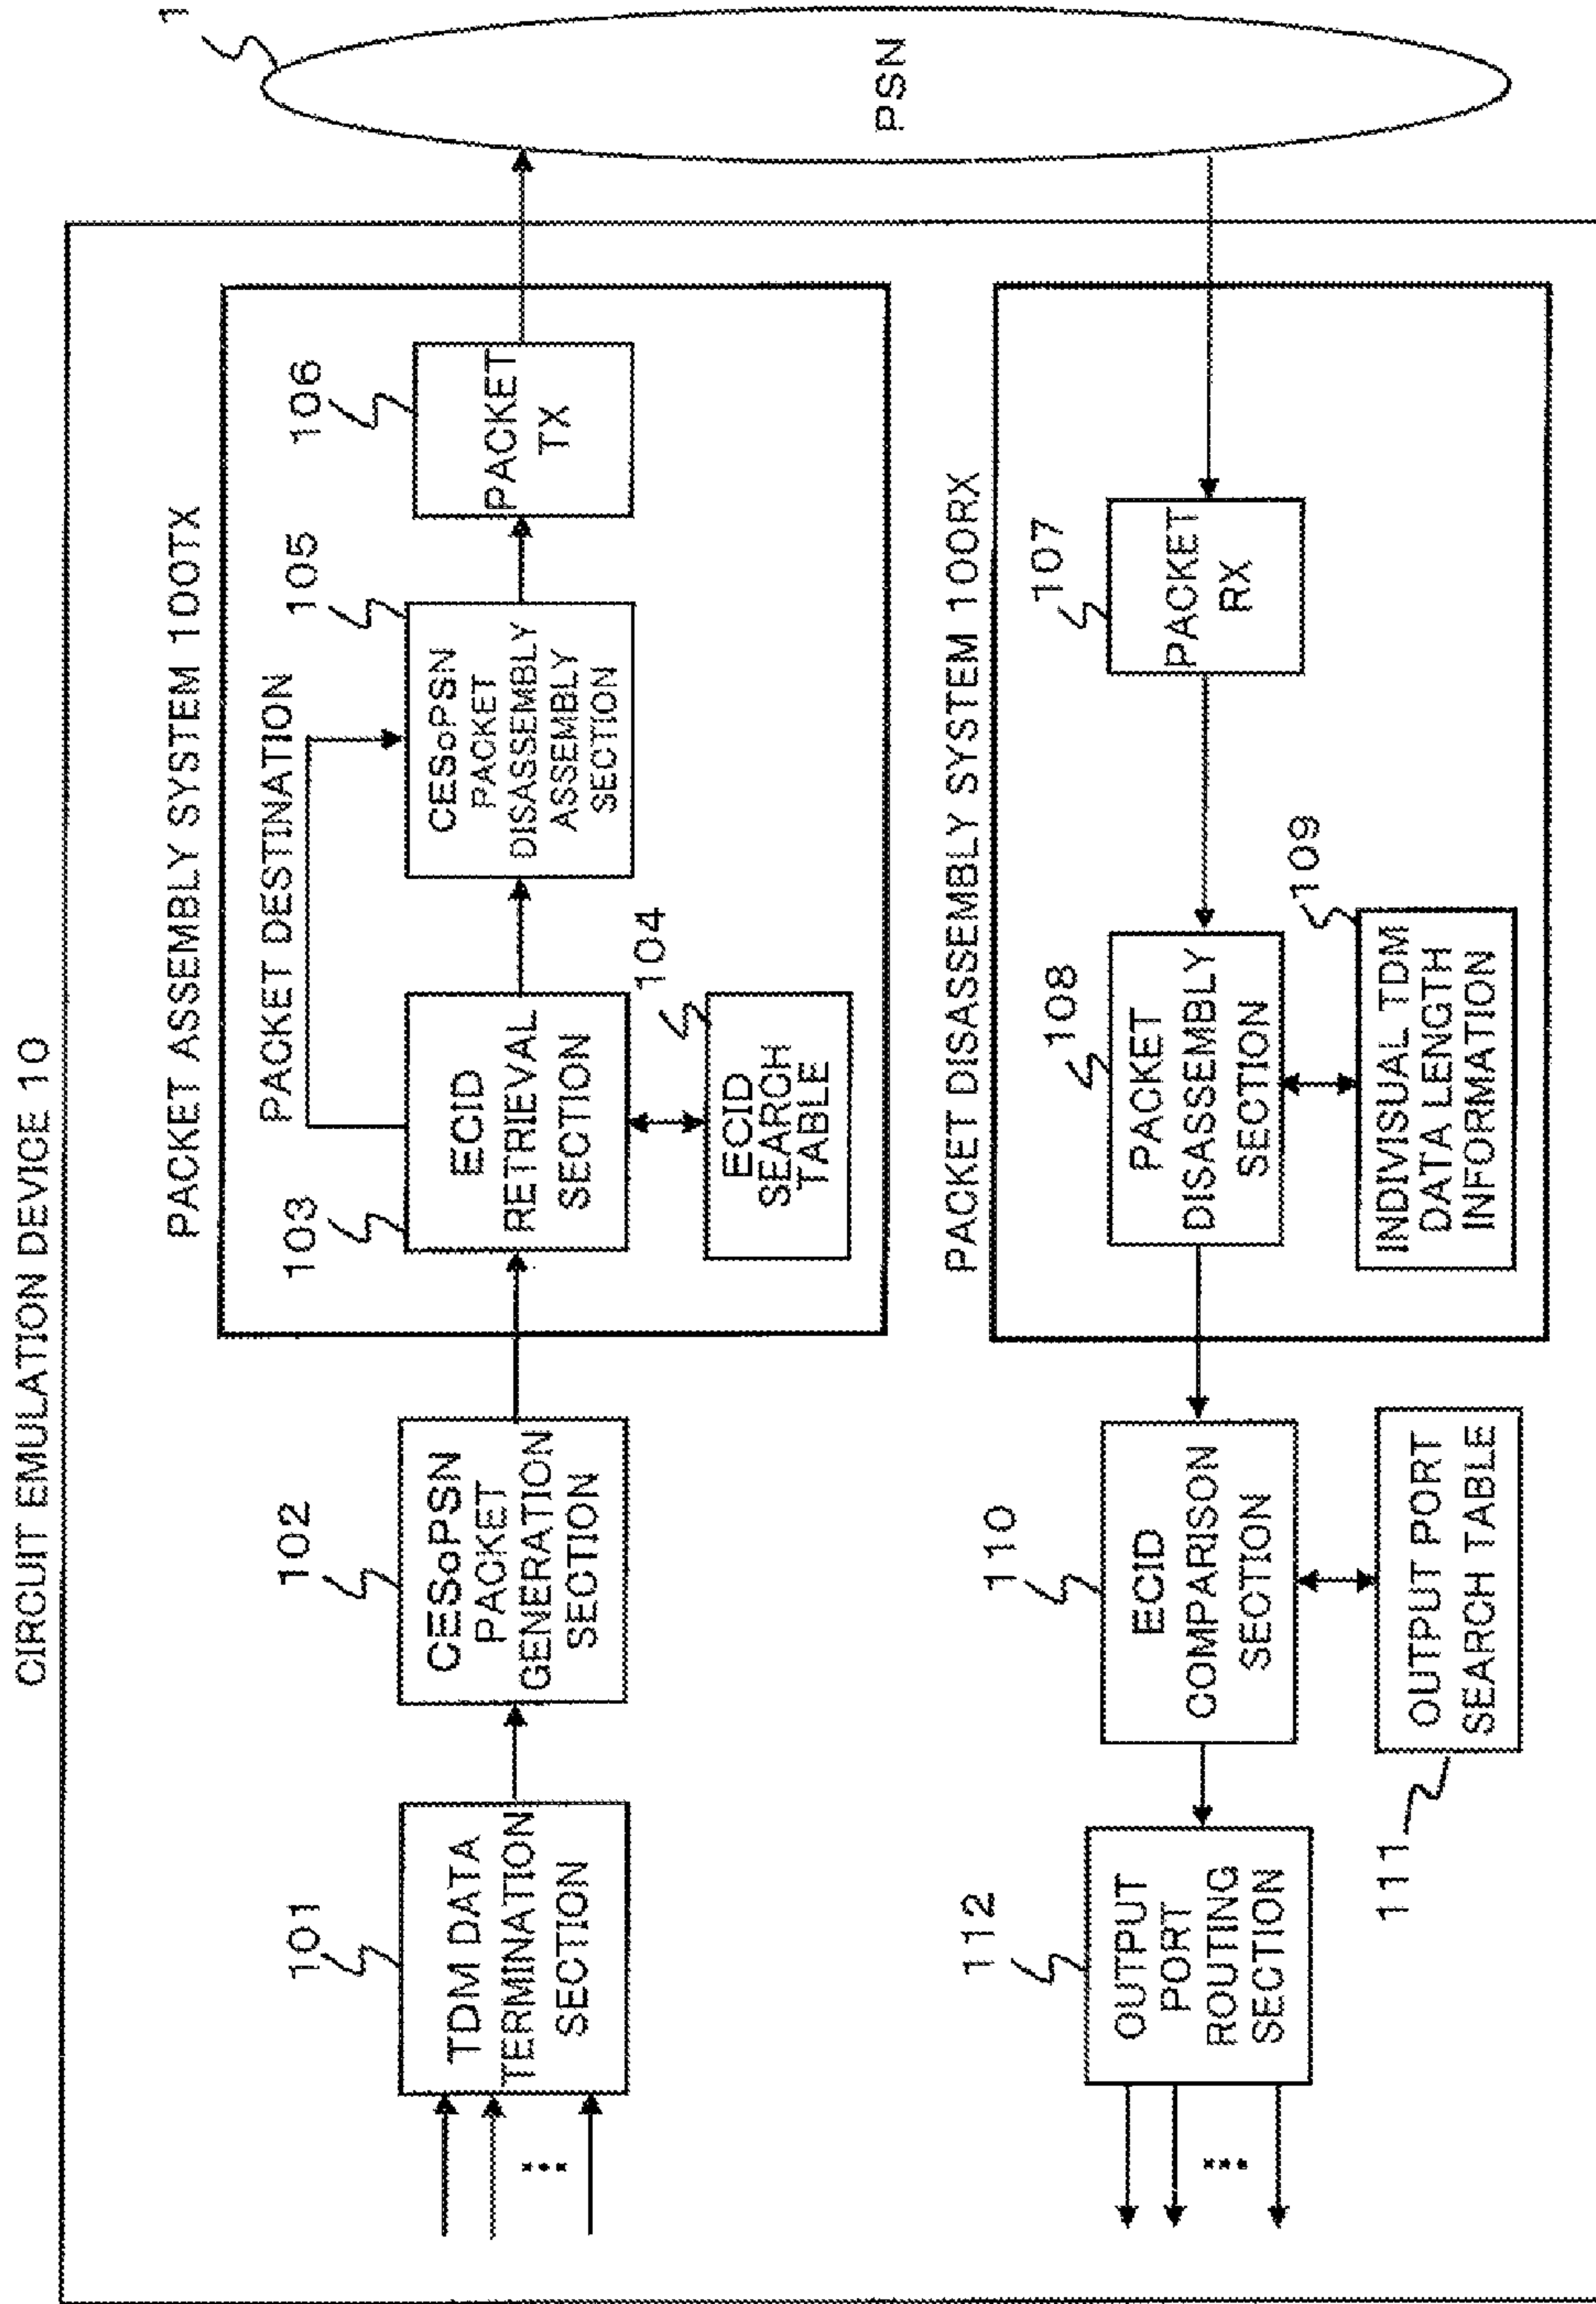 CIRCUIT EMULATION DEVICE 10
PACKET ASSEMBLY SYSTEM 100TX
101
TDM DATA
TERMINATION
SECTION
102
CESoPSN
PACKET
GENERATION
SECTION
103
ECID
RETRIEVAL
SECTION
PACKET DESTINATION
104
ECID
SEARCH
TABLE
105
CESoPSN
PACKET
DISASSEMBLY
ASSEMBLY
SECTION
106
PACKET
TX
1
PSN
PACKET DISASSEMBLY SYSTEM 100RX
112
OUTPUT
PORT
ROUTING
SECTION
110
ECID
COMPARISON
SECTION
111
OUTPUT PORT
SEARCH TABLE
108
PACKET
DISASSEMBLY
SECTION
109
INDIVISUAL TDM
DATA LENGTH
INFORMATION
107
PACKET
RX